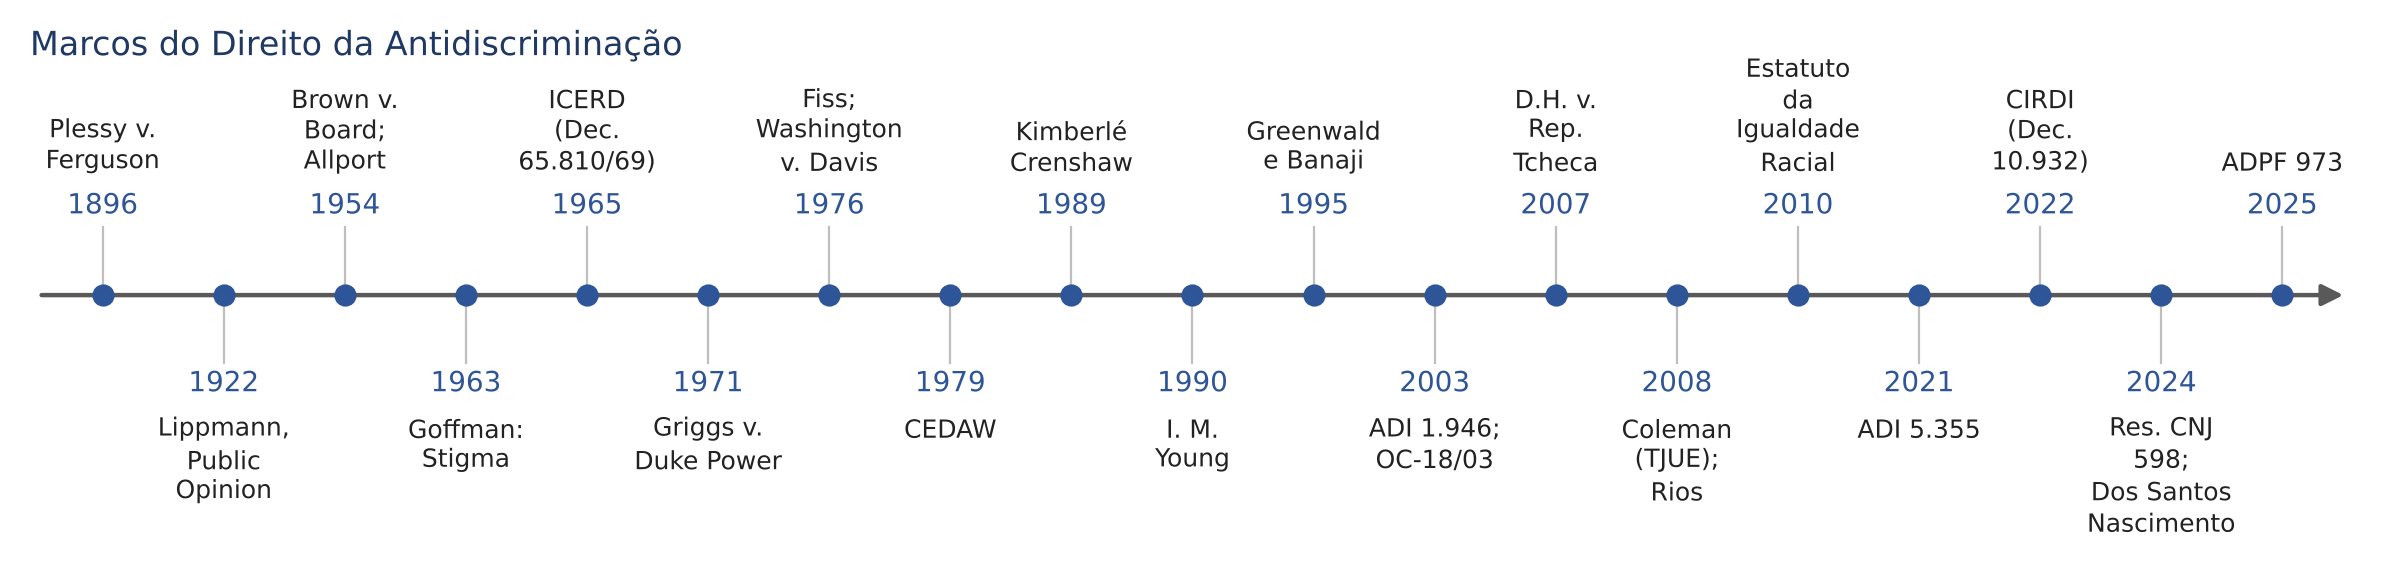 Marcos do Direito da Antidiscriminação
Plessy v.
Ferguson
1896
1922
Lippmann,
Public
Opinion
Brown v.
Board;
Allport
1954
1963
Goffman:
Stigma
ICERD
(Dec.
65.810/69)
1965
1971
Griggs v.
Duke Power
Fiss;
Washington
v. Davis
1976
1979
CEDAW
Kimberlé
Crenshaw
1989
1990
I. M.
Young
Greenwald
e Banaji
1995
2003
ADI 1.946;
OC-18/03
D.H. v.
Rep.
Tcheca
2007
2008
Coleman
(TJUE);
Rios
Estatuto
da
Igualdade
Racial
2010
2021
ADI 5.355
CIRDI
(Dec.
10.932)
2022
2024
Res. CNJ
598;
Dos Santos
Nascimento
ADPF 973
2025